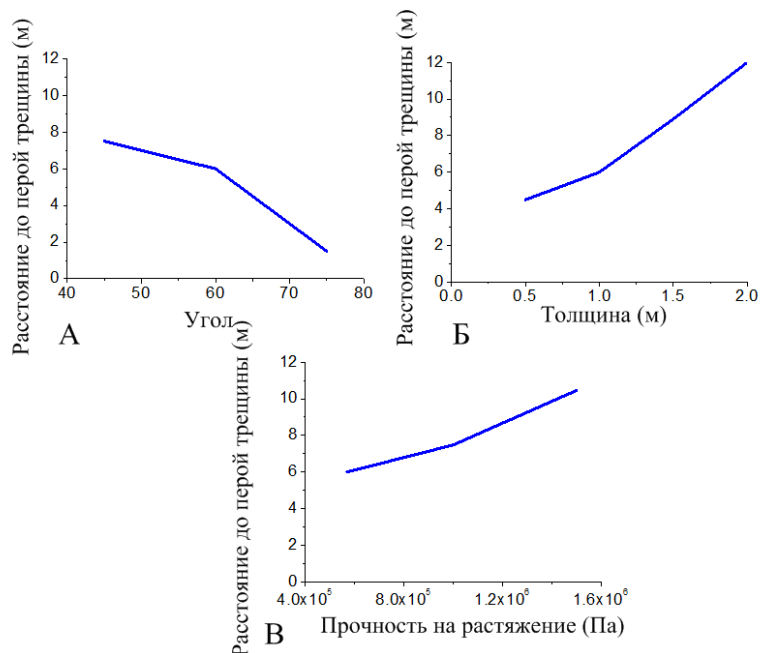 Расстояние до перой трещины (м)
12
10
8
6
4
2
0
40
50
60
70
80
Угол
А
Расстояние до перой трещины (м)
12
10
8
6
4
2
0
0.0
0.5
1.0
1.5
2.0
Толщина (м)
Б
Расстояние до перой трещины (м)
12
10
8
6
4
2
0
4.0x10⁵
8.0x10⁵
1.2x10⁶
1.6x10⁶
Прочность на растяжение (Па)
В